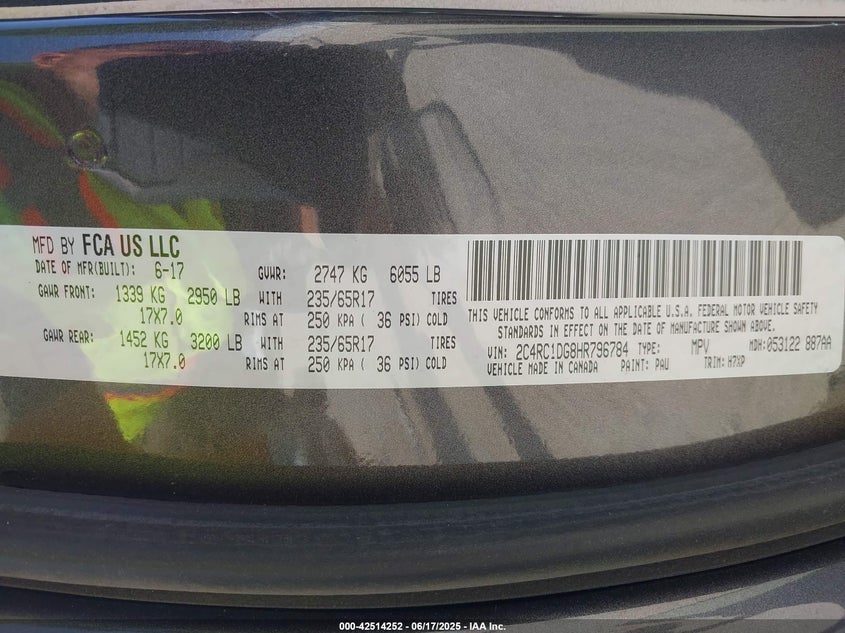 MFD BY FCA US LLC
DATE OF MFR(BUILT): 6-17 GVWR: 2747 KG 6055 LB
GAWR FRONT: 1339 KG 2950 LB WITH 235/65R17 TIRES
17X7.0 RIMS AT 250 KPA ( 36 PSI) COLD
GAWR REAR: 1452 KG 3200 LB WITH 235/65R17 TIRES
17X7.0 RIMS AT 250 KPA ( 36 PSI) COLD
THIS VEHICLE CONFORMS TO ALL APPLICABLE U.S.A. FEDERAL MOTOR VEHICLE SAFETY
STANDARDS IN EFFECT ON THE DATE OF MANUFACTURE SHOWN ABOVE.
VIN: 2C4RC1DG8HR796784 TYPE: MPV MDH: 053122 887AA
VEHICLE MADE IN CANADA PAINT: PAU TRIM: H7XP
000-42514252 - 06/17/2025 - IAA Inc.